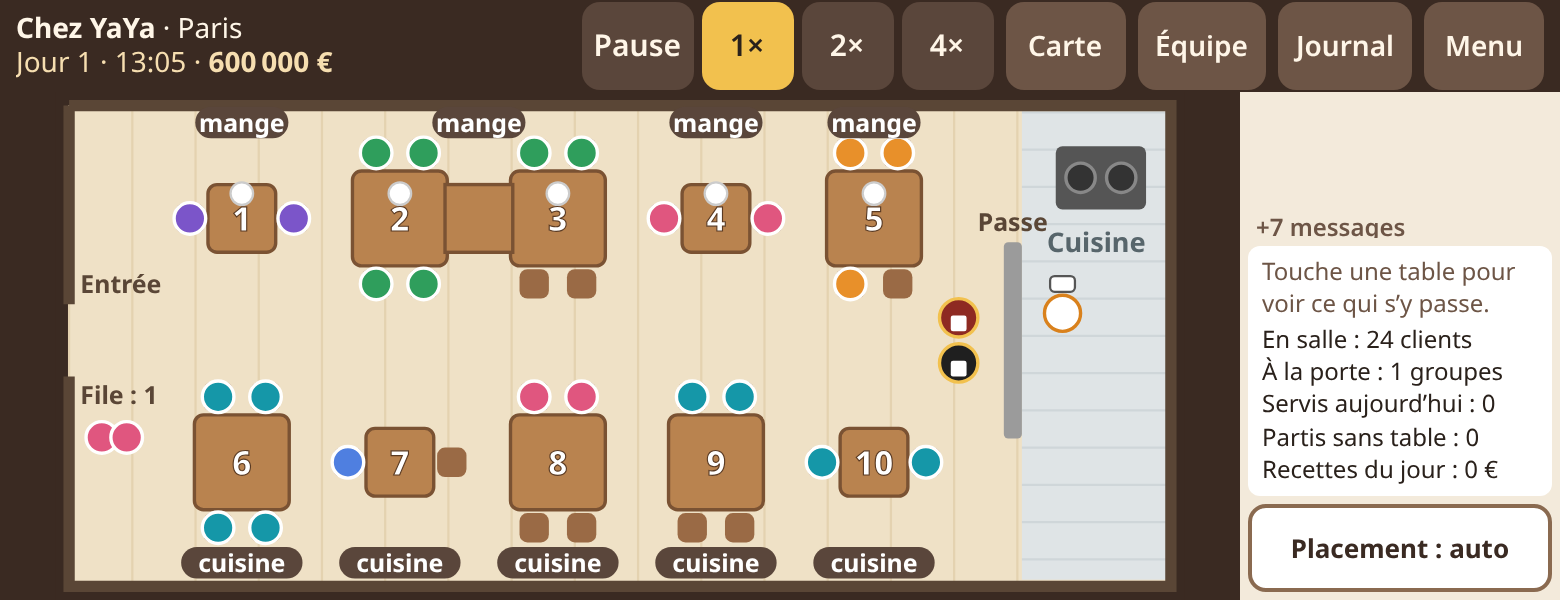 Chez YaYa · Paris
Jour 1 · 13:05 · 600 000 €
Pause
1×
2×
4×
Carte
Équipe
Journal
Menu
mange
mange
mange
mange
1
2
3
4
5
Passe
Cuisine
Entrée
File : 1
6
7
8
9
10
cuisine
cuisine
cuisine
cuisine
cuisine
+7 messages
Touche une table pour
voir ce qui s’y passe.
En salle : 24 clients
À la porte : 1 groupes
Servis aujourd’hui : 0
Partis sans table : 0
Recettes du jour : 0 €
Placement : auto